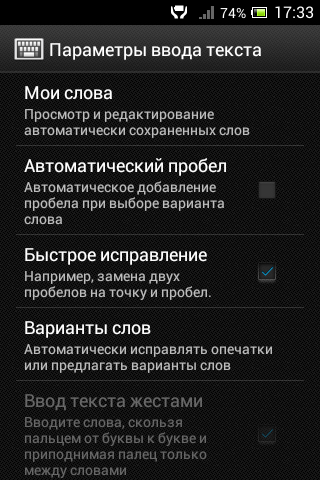 74% 17:33
Параметры ввода текста
Мои слова
Просмотр и редактирование
автоматически сохраненных слов
Автоматический пробел
Автоматическое добавление
пробела при выборе варианта
слова
Быстрое исправление
Например, замена двух
пробелов на точку и пробел.
Варианты слов
Автоматически исправлять опечатки
или предлагать варианты слов
Ввод текста жестами
Вводите слова, скользя
пальцем от буквы к букве и
приподнимая палец только
между словами